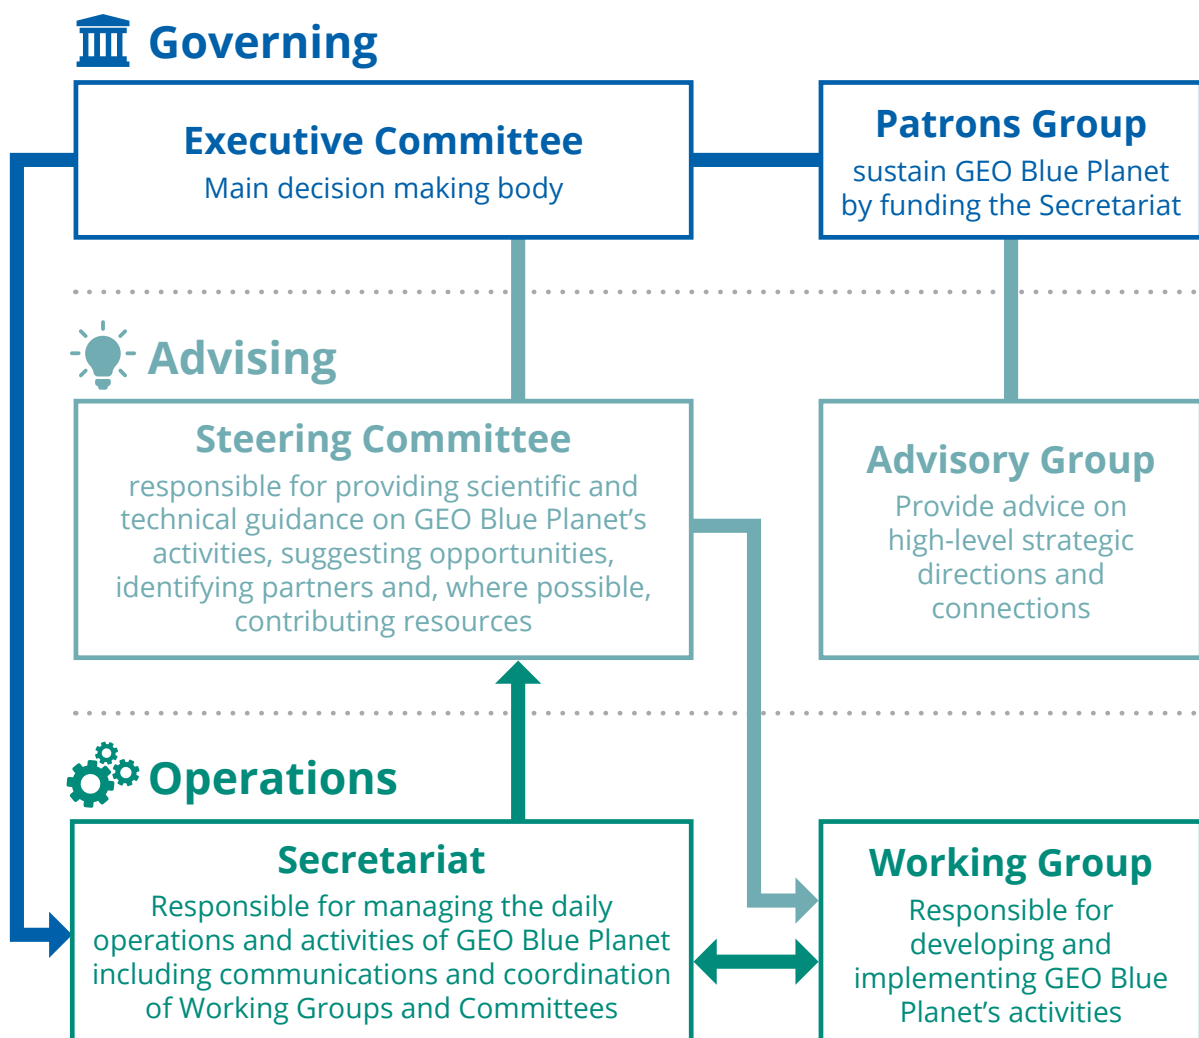 Governing
Executive Committee
Main decision making body
Patrons Group
sustain GEO Blue Planet
by funding the Secretariat
Advising
Steering Committee
responsible for providing scientific and
technical guidance on GEO Blue Planet's
activities, suggesting opportunities,
identifying partners and, where possible,
contributing resources
Advisory Group
Provide advice on
high-level strategic
directions and
connections
Operations
Secretariat
Responsible for managing the daily
operations and activities of GEO Blue Planet
including communications and coordination
of Working Groups and Committees
Working Group
Responsible for
developing and
implementing GEO Blue
Planet's activities